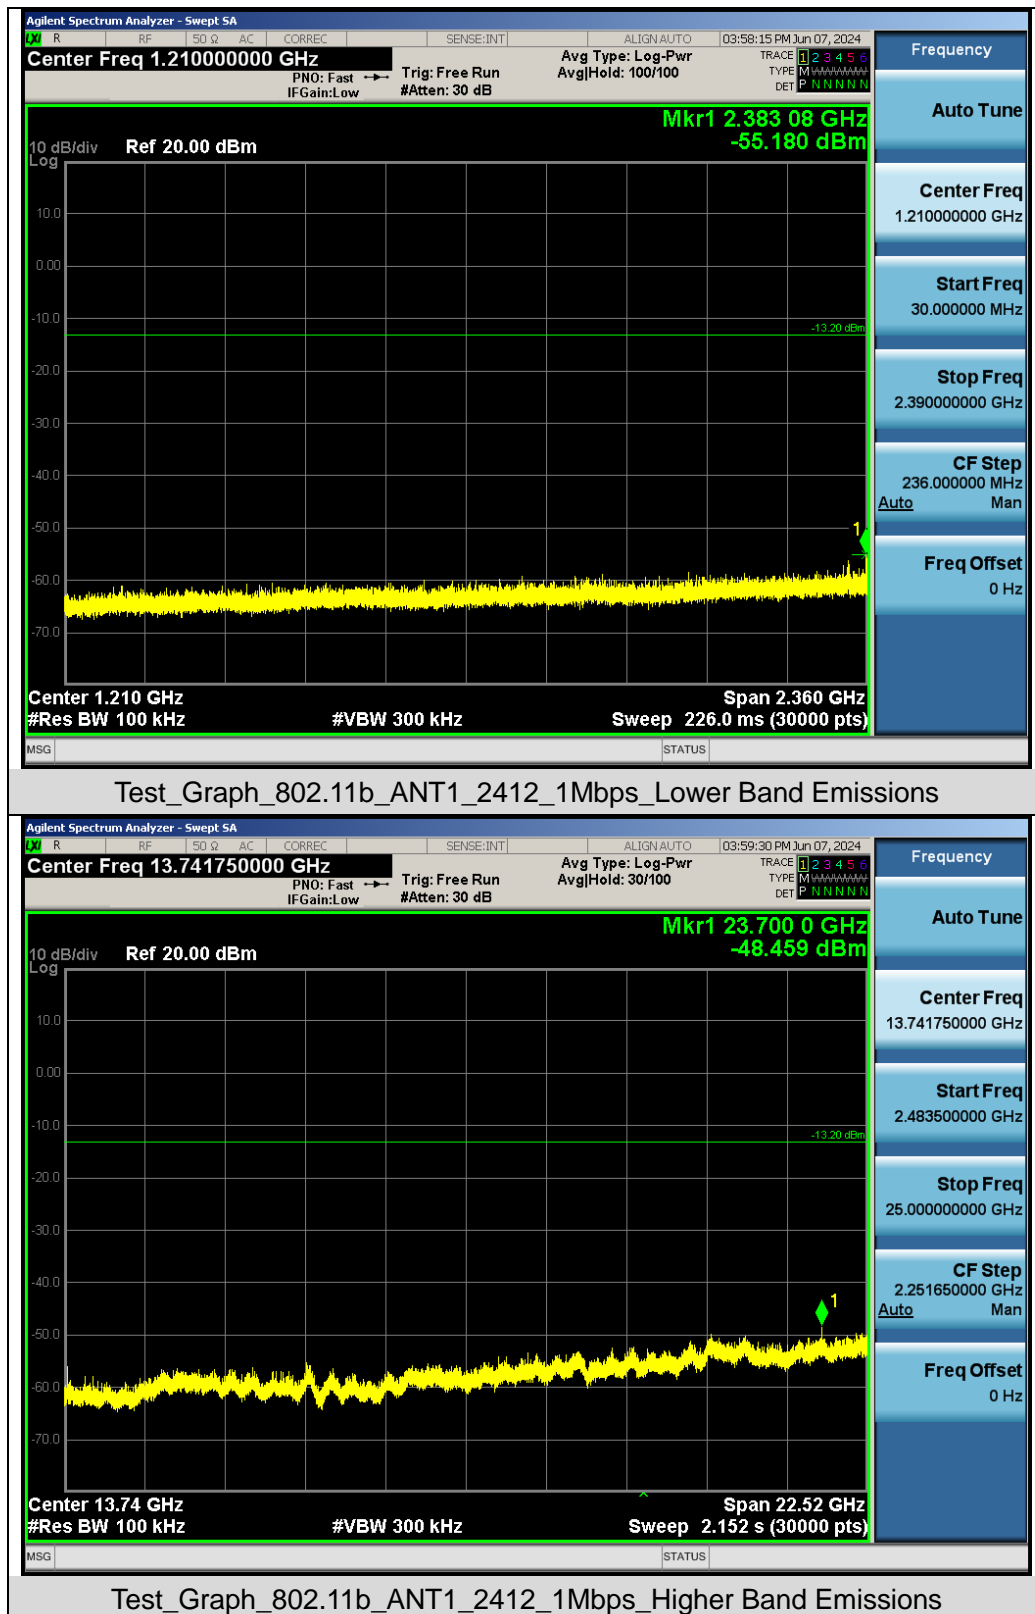 Agilent Spectrum Analyzer - Swept SA
LXI R RF 50 Ω AC CORREC SENSE:INT ALIGN AUTO 03:58:15 PM Jun 07, 2024
Center Freq 1.210000000 GHz
PNO: Fast
IFGain:Low
Trig: Free Run
#Atten: 30 dB
Avg Type: Log-Pwr
Avg|Hold: 100/100
TRACE 1 2 3 4 5 6
TYPE M
DET P N N N N N
Mkr1 2.383 08 GHz
-55.180 dBm
10 dB/div Ref 20.00 dBm
Log
10.0
0.00
-10.0
-13.20 dBm
-20.0
-30.0
-40.0
-50.0
1
-60.0
-70.0
Center 1.210 GHz Span 2.360 GHz
#Res BW 100 kHz #VBW 300 kHz Sweep 226.0 ms (30000 pts)
MSG STATUS
Frequency
Auto Tune
Center Freq
1.210000000 GHz
Start Freq
30.000000 MHz
Stop Freq
2.390000000 GHz
CF Step
236.000000 MHz
Auto Man
Freq Offset
0 Hz
Test_Graph_802.11b_ANT1_2412_1Mbps_Lower Band Emissions
Agilent Spectrum Analyzer - Swept SA
LXI R RF 50 Ω AC CORREC SENSE:INT ALIGN AUTO 03:59:30 PM Jun 07, 2024
Center Freq 13.741750000 GHz
PNO: Fast
IFGain:Low
Trig: Free Run
#Atten: 30 dB
Avg Type: Log-Pwr
Avg|Hold: 30/100
TRACE 1 2 3 4 5 6
TYPE M
DET P N N N N N
Mkr1 23.700 0 GHz
-48.459 dBm
10 dB/div Ref 20.00 dBm
Log
10.0
0.00
-10.0
-13.20 dBm
-20.0
-30.0
-40.0
1
-50.0
-60.0
-70.0
Center 13.74 GHz Span 22.52 GHz
#Res BW 100 kHz #VBW 300 kHz Sweep 2.152 s (30000 pts)
MSG STATUS
Frequency
Auto Tune
Center Freq
13.741750000 GHz
Start Freq
2.483500000 GHz
Stop Freq
25.000000000 GHz
CF Step
2.251650000 GHz
Auto Man
Freq Offset
0 Hz
Test_Graph_802.11b_ANT1_2412_1Mbps_Higher Band Emissions